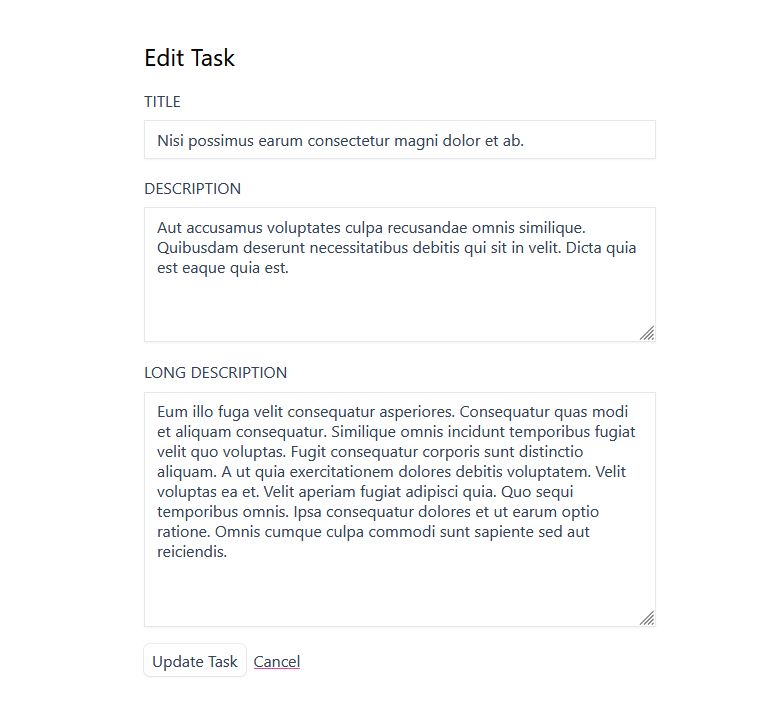 Edit Task
TITLE
Nisi possimus earum consectetur magni dolor et ab.
DESCRIPTION
Aut accusamus voluptates culpa recusandae omnis similique.
Quibusdam deserunt necessitatibus debitis qui sit in velit. Dicta quia
est eaque quia est.
LONG DESCRIPTION
Eum illo fuga velit consequatur asperiores. Consequatur quas modi
et aliquam consequatur. Similique omnis incidunt temporibus fugiat
velit quo voluptas. Fugit consequatur corporis sunt distinctio
aliquam. A ut quia exercitationem dolores debitis voluptatem. Velit
voluptas ea et. Velit aperiam fugiat adipisci quia. Quo sequi
temporibus omnis. Ipsa consequatur dolores et ut earum optio
ratione. Omnis cumque culpa commodi sunt sapiente sed aut
reiciendis.
Update Task Cancel